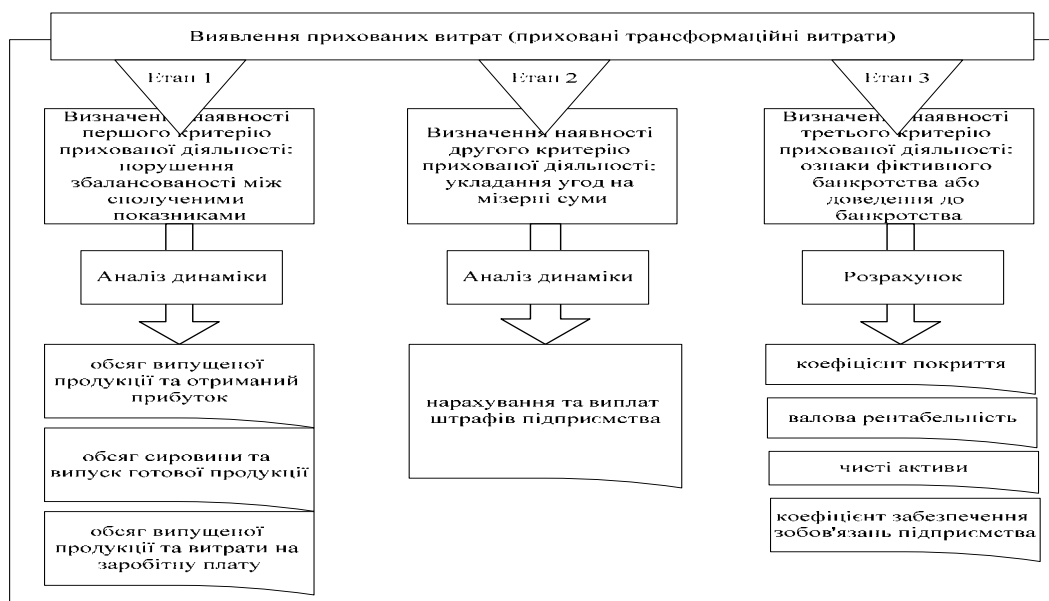 Виявлення прихованих витрат (приховані трансформаційні витрати)
Етап 1
Визначення наявності
першого критерію
прихованої діяльності:
порушення
збалансованості між
сполученими
показниками
Аналіз динаміки
обсяг випущеної
продукції та отриманий
прибуток
обсяг сировини та
випуск готової продукції
обсяг випущеної
продукції та витрати на
заробітну плату
Етап 2
Визначення наявності
другого критерію
прихованої діяльності:
укладання угод на
мізерні суми
Аналіз динаміки
нарахування та виплат
штрафів підприємства
Етап 3
Визначення наявності
третього критерію
прихованої діяльності:
ознаки фіктивного
банкротства або
доведення до
банкротства
Розрахунок
коефіцієнт покриття
валова рентабельність
чисті активи
коефіцієнт забезпечення
зобов'язань підприємства